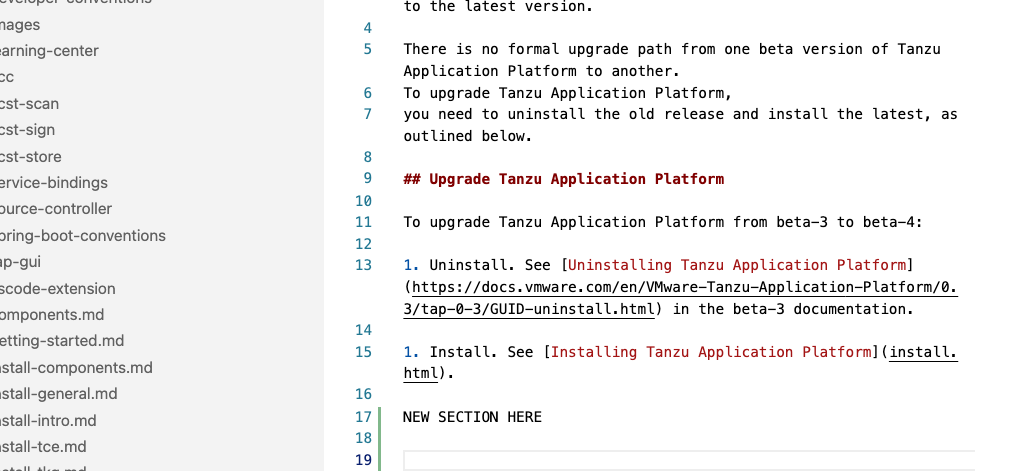 eveloper-conventions
mages
earning-center
cc
cst-scan
cst-sign
cst-store
ervice-bindings
ource-controller
pring-boot-conventions
ap-gui
scode-extension
omponents.md
etting-started.md
nstall-components.md
nstall-general.md
nstall-intro.md
nstall-tce.md
nstall-tkg.md
to the latest version.
4
5 There is no formal upgrade path from one beta version of Tanzu
Application Platform to another.
6 To upgrade Tanzu Application Platform,
7 you need to uninstall the old release and install the latest, as
outlined below.
8
9 ## Upgrade Tanzu Application Platform
10
11 To upgrade Tanzu Application Platform from beta-3 to beta-4:
12
13 1. Uninstall. See [Uninstalling Tanzu Application Platform]
(https://docs.vmware.com/en/VMware-Tanzu-Application-Platform/0.
3/tap-0-3/GUID-uninstall.html) in the beta-3 documentation.
14
15 1. Install. See [Installing Tanzu Application Platform](install.
html).
16
17 NEW SECTION HERE
18
19